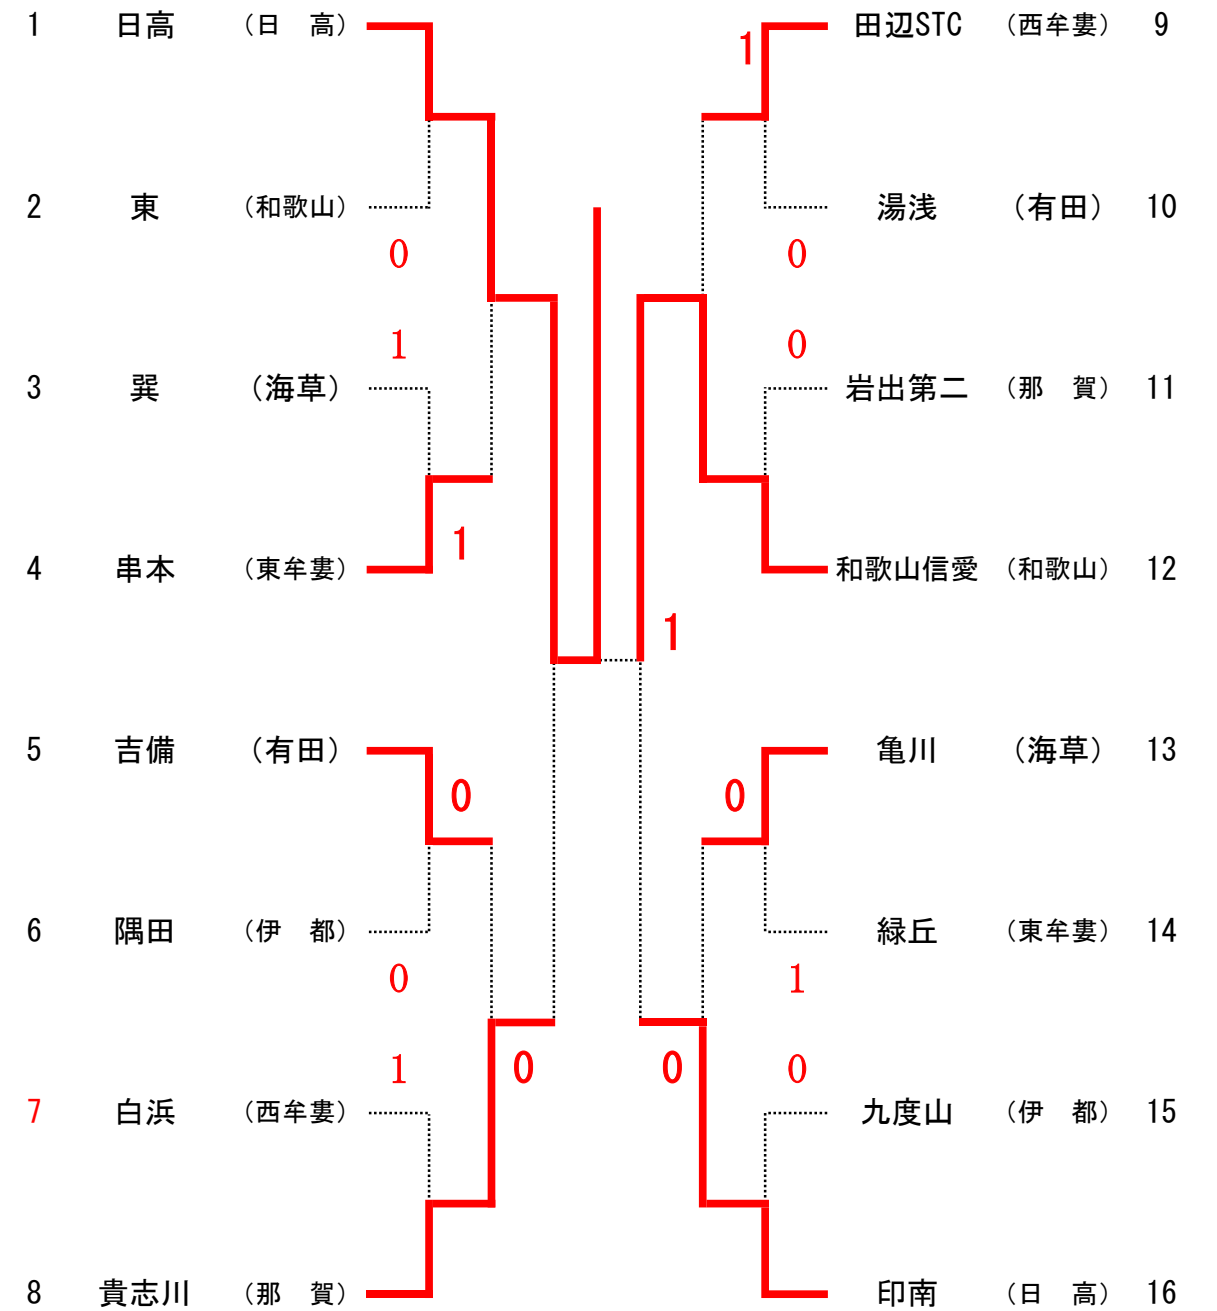 1 日高 （日　高） 1 田辺STC （西牟婁） 9
2 東 （和歌山） 湯浅 （有田） 10
0 0
1 0
3 巽 （海草） 岩出第二 （那　賀） 11
1
4 串本 （東牟婁） 和歌山信愛 （和歌山） 12
1
5 吉備 （有田） 亀川 （海草） 13
0 0
6 隅田 （伊　都） 緑丘 （東牟婁） 14
0 1
1 0 0 0
7 白浜 （西牟婁） 九度山 （伊　都） 15
8 貴志川 （那　賀） 印南 （日　高） 16